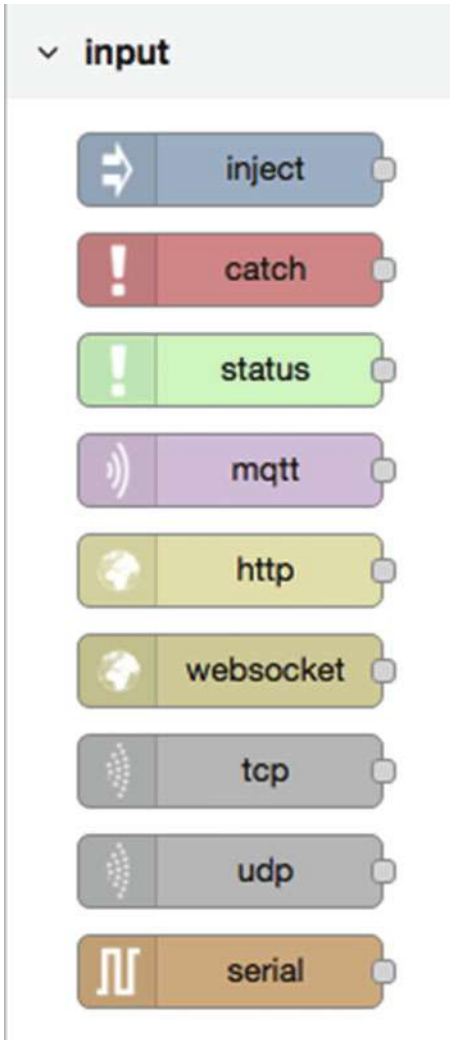 input
inject
catch
status
mqtt
http
websocket
tcp
udp
serial